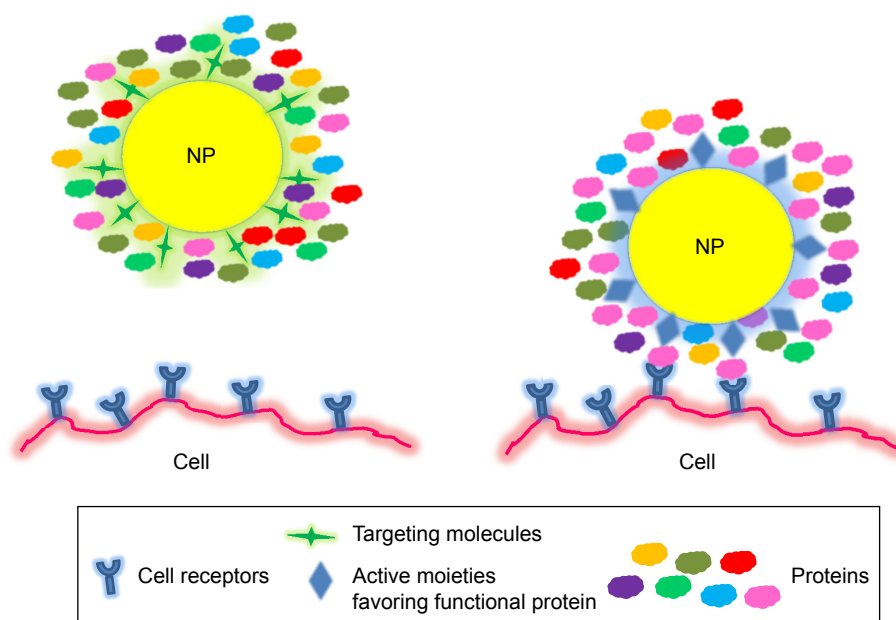 NP
NP
Cell
Cell
Cell receptors
Targeting molecules
Active moieties
favoring functional protein
Proteins